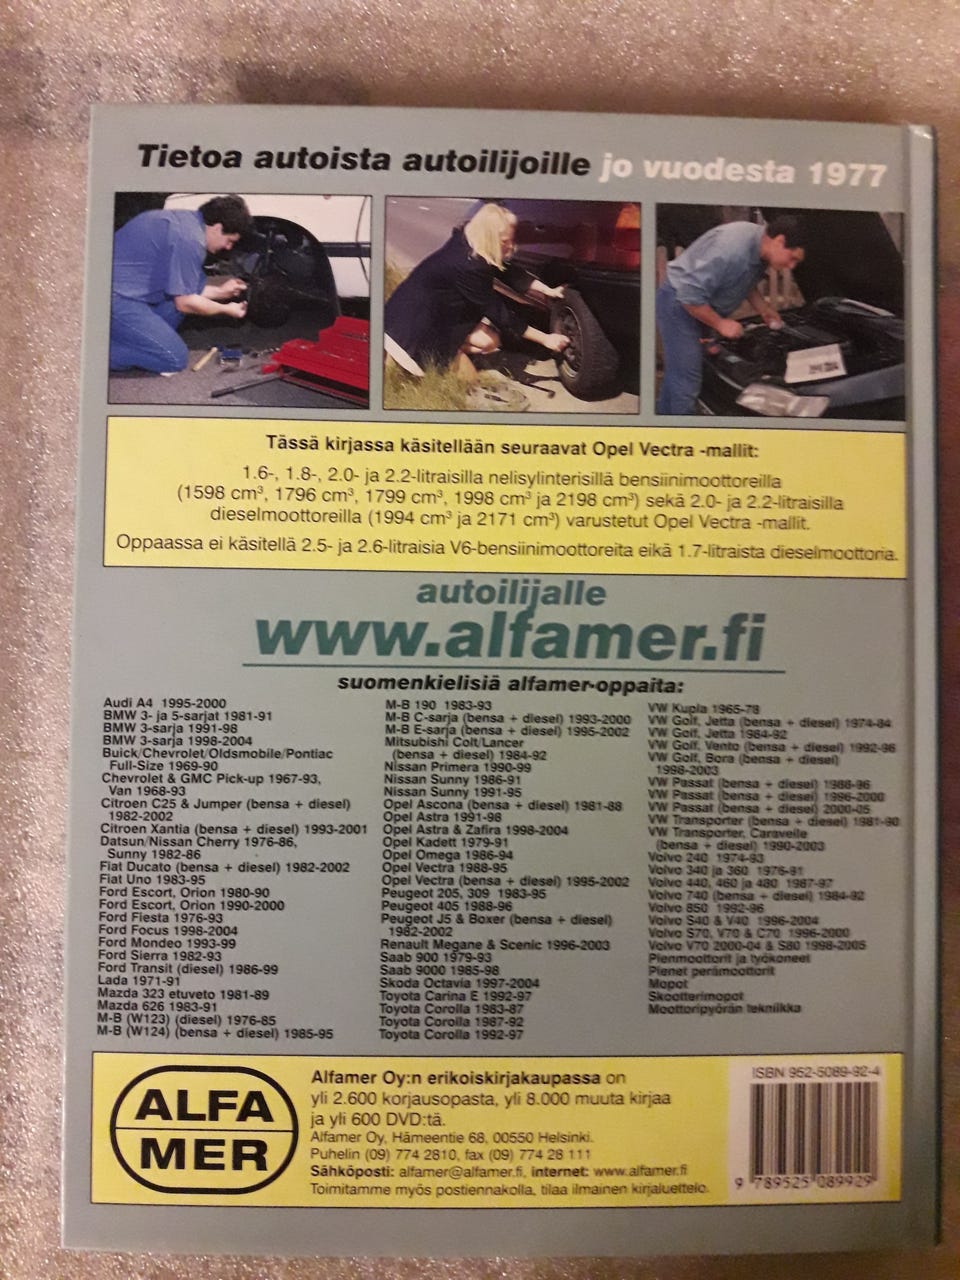 Tietoa autoista autoilijoille jo vuodesta 1977
Tässä kirjassa käsitellään seuraavat Opel Vectra -mallit:
1.6-, 1.8-, 2.0- ja 2.2-litraisilla nelisylinterisillä bensiinimoottoreilla
(1598 cm³, 1796 cm³, 1799 cm³, 1998 cm³ ja 2198 cm³) sekä 2.0- ja 2.2-litraisilla
dieselmoottoreilla (1994 cm³ ja 2171 cm³) varustetut Opel Vectra -mallit.
Oppaassa ei käsitellä 2.5- ja 2.6-litraisia V6-bensiinimoottoreita eikä 1.7-litraista dieselmoottoria.
autoilijalle
www.alfamer.fi
suomenkielisiä alfamer-oppaita:
Audi A4 1995-2000
BMW 3- ja 5-sarjat 1981-91
BMW 3-sarja 1991-98
BMW 3-sarja 1998-2004
Buick/Chevrolet/Oldsmobile/Pontiac
Full-Size 1969-90
Chevrolet & GMC Pick-up 1967-93,
Van 1968-93
Citroen C25 & Jumper (bensa + diesel)
1982-2002
Citroen Xantia (bensa + diesel) 1993-2001
Datsun/Nissan Cherry 1976-86,
Sunny 1982-86
Fiat Ducato (bensa + diesel) 1982-2002
Fiat Uno 1983-95
Ford Escort, Orion 1980-90
Ford Escort, Orion 1990-2000
Ford Fiesta 1976-93
Ford Focus 1998-2004
Ford Mondeo 1993-99
Ford Sierra 1982-93
Ford Transit (diesel) 1986-99
Lada 1971-91
Mazda 323 etuveto 1981-89
Mazda 626 1983-91
M-B (W123) (diesel) 1976-85
M-B (W124) (bensa + diesel) 1985-95
M-B 190 1983-93
M-B C-sarja (bensa + diesel) 1993-2000
M-B E-sarja (bensa + diesel) 1995-2002
Mitsubishi Colt/Lancer
(bensa + diesel) 1984-92
Nissan Primera 1990-99
Nissan Sunny 1986-91
Nissan Sunny 1991-95
Opel Ascona (bensa + diesel) 1981-88
Opel Astra 1991-98
Opel Astra & Zafira 1998-2004
Opel Kadett 1979-91
Opel Omega 1986-94
Opel Vectra 1988-95
Opel Vectra (bensa + diesel) 1995-2002
Peugeot 205, 309 1983-95
Peugeot 405 1988-96
Peugeot J5 & Boxer (bensa + diesel)
1982-2002
Renault Megane & Scenic 1996-2003
Saab 900 1979-93
Saab 9000 1985-98
Skoda Octavia 1997-2004
Toyota Carina E 1992-97
Toyota Corolla 1983-87
Toyota Corolla 1987-92
Toyota Corolla 1992-97
VW Kupla 1965-78
VW Golf, Jetta (bensa + diesel) 1974-84
VW Golf, Jetta 1984-92
VW Golf, Vento (bensa + diesel) 1992-98
VW Golf, Bora (bensa + diesel)
1998-2003
VW Passat (bensa + diesel) 1988-96
VW Passat (bensa + diesel) 1996-2000
VW Passat (bensa + diesel) 2000-05
VW Transporter (bensa + diesel) 1981-90
VW Transporter, Caravelle
(bensa + diesel) 1990-2003
Volvo 240 1974-93
Volvo 340 ja 360 1976-91
Volvo 440, 460 ja 480 1987-97
Volvo 740 (bensa + diesel) 1984-92
Volvo 850 1992-96
Volvo S40 & V40 1996-2004
Volvo S70, V70 & C70 1996-2000
Volvo V70 2000-04 & S80 1998-2005
Pienmoottorit ja työkoneet
Pienet perämoottorit
Mopot
Skootterimopot
Moottoripyörän tekniikka
ALFA
MER
Alfamer Oy:n erikoiskirjakaupassa on
yli 2.600 korjausopasta, yli 8.000 muuta kirjaa
ja yli 600 DVD:tä.
Alfamer Oy, Hämeentie 68, 00550 Helsinki.
Puhelin (09) 774 2810, fax (09) 774 28 111
Sähköposti: alfamer@alfamer.fi, internet: www.alfamer.fi
Toimitamme myös postiennakolla, tilaa ilmainen kirjaluettelo.
ISBN 952-5089-92-4
9 789525 089929